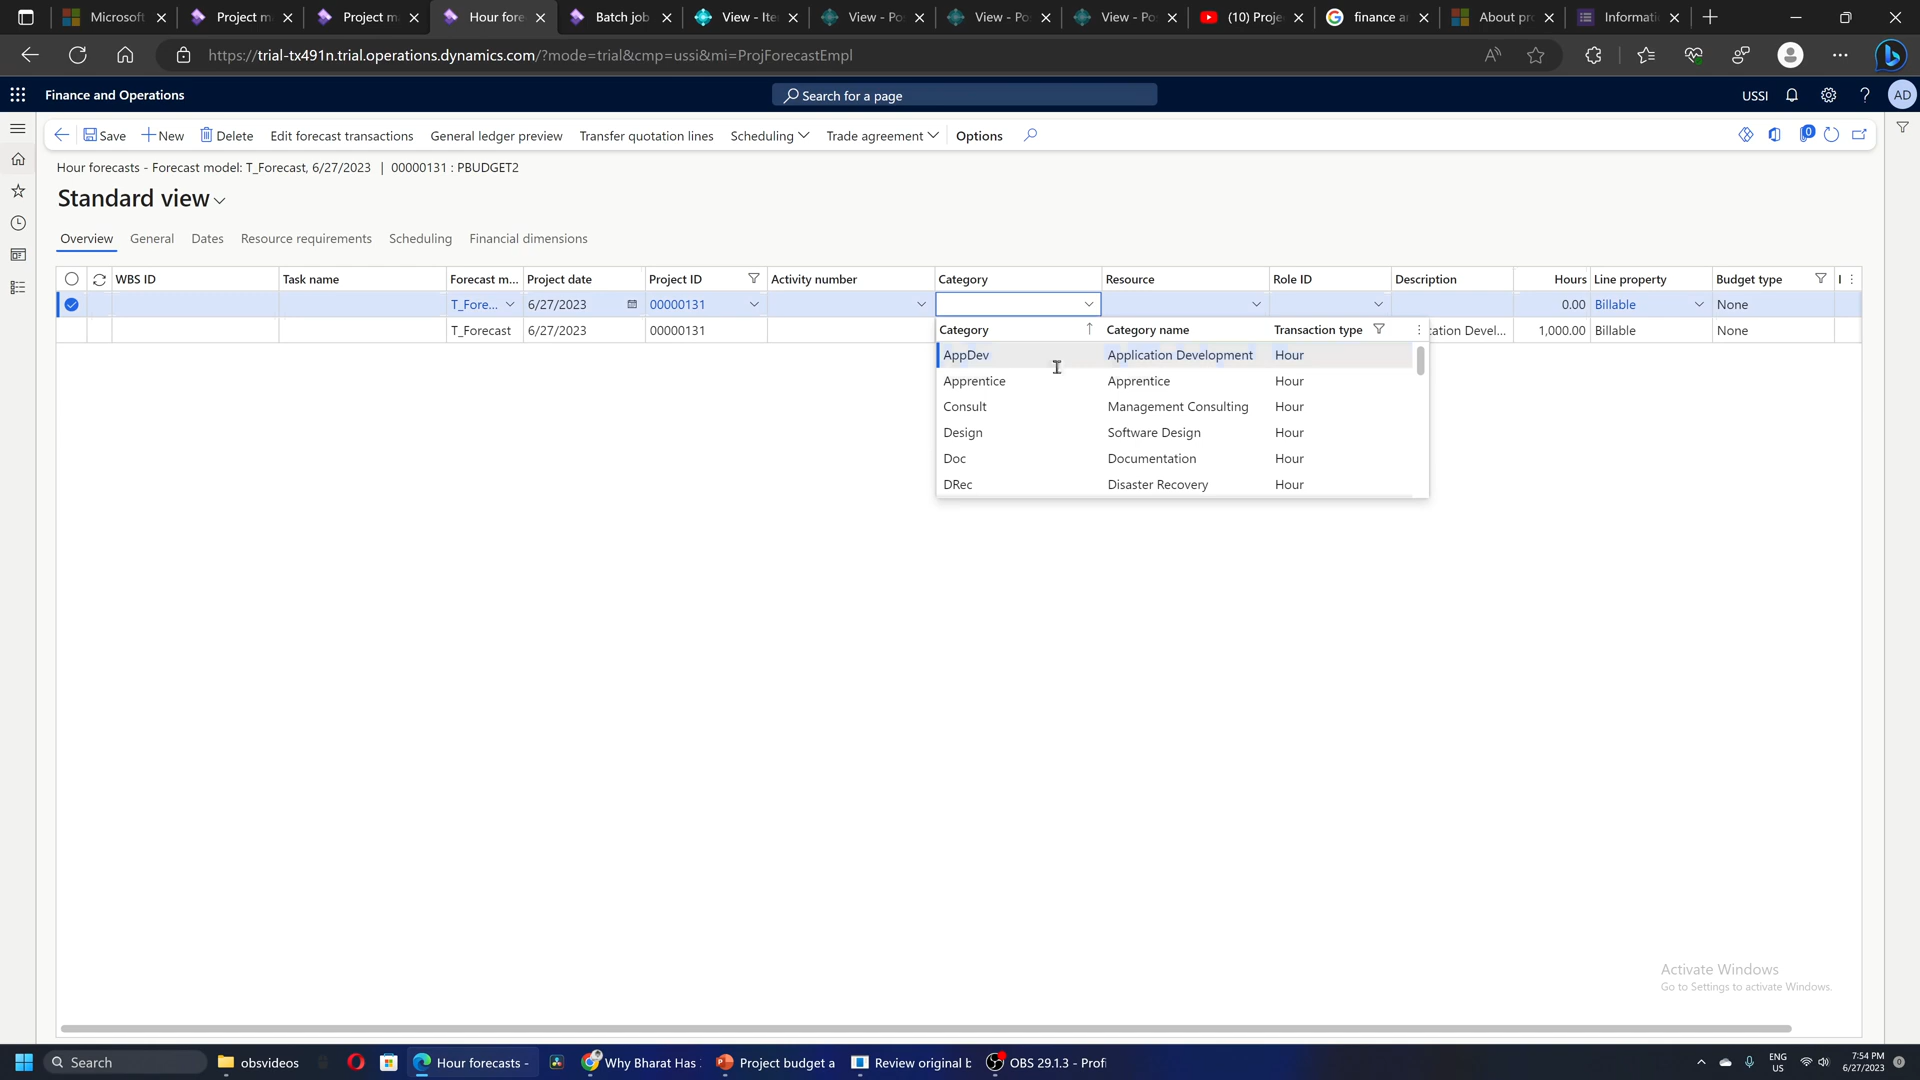 Microsoft
Project m
Project m
Hour fore
Batch job
View - Ite
View - Po
View - Po
View - Po
(10) Proje
finance a
About pr
Informati
https://trial-tx491n.trial.operations.dynamics.com/?mode=trial&cmp=ussi&mi=ProjForecastEmpl
Finance and Operations
Search for a page
USSI
AD
Save
New
Delete
Edit forecast transactions
General ledger preview
Transfer quotation lines
Scheduling
Trade agreement
Options
0
Hour forecasts - Forecast model: T_Forecast, 6/27/2023 | 00000131 : PBUDGET2
Standard view
Overview General Dates Resource requirements Scheduling Financial dimensions
WBS ID Task name Forecast m... Project date Project ID Activity number Category Resource Role ID Description Hours Line property Budget type
T_Fore... 6/27/2023 00000131 0.00 Billable None
T_Forecast 6/27/2023 00000131 cation Devel... 1,000.00 Billable None
Category Category name Transaction type
AppDev Application Development Hour
Apprentice Apprentice Hour
Consult Management Consulting Hour
Design Software Design Hour
Doc Documentation Hour
DRec Disaster Recovery Hour
Activate Windows
Go to Settings to activate Windows.
Search
obsvideos
Hour forecasts -
Why Bharat Has
Project budget a
Review original b
OBS 29.1.3 - Profi
ENG
US
7:54 PM
6/27/2023